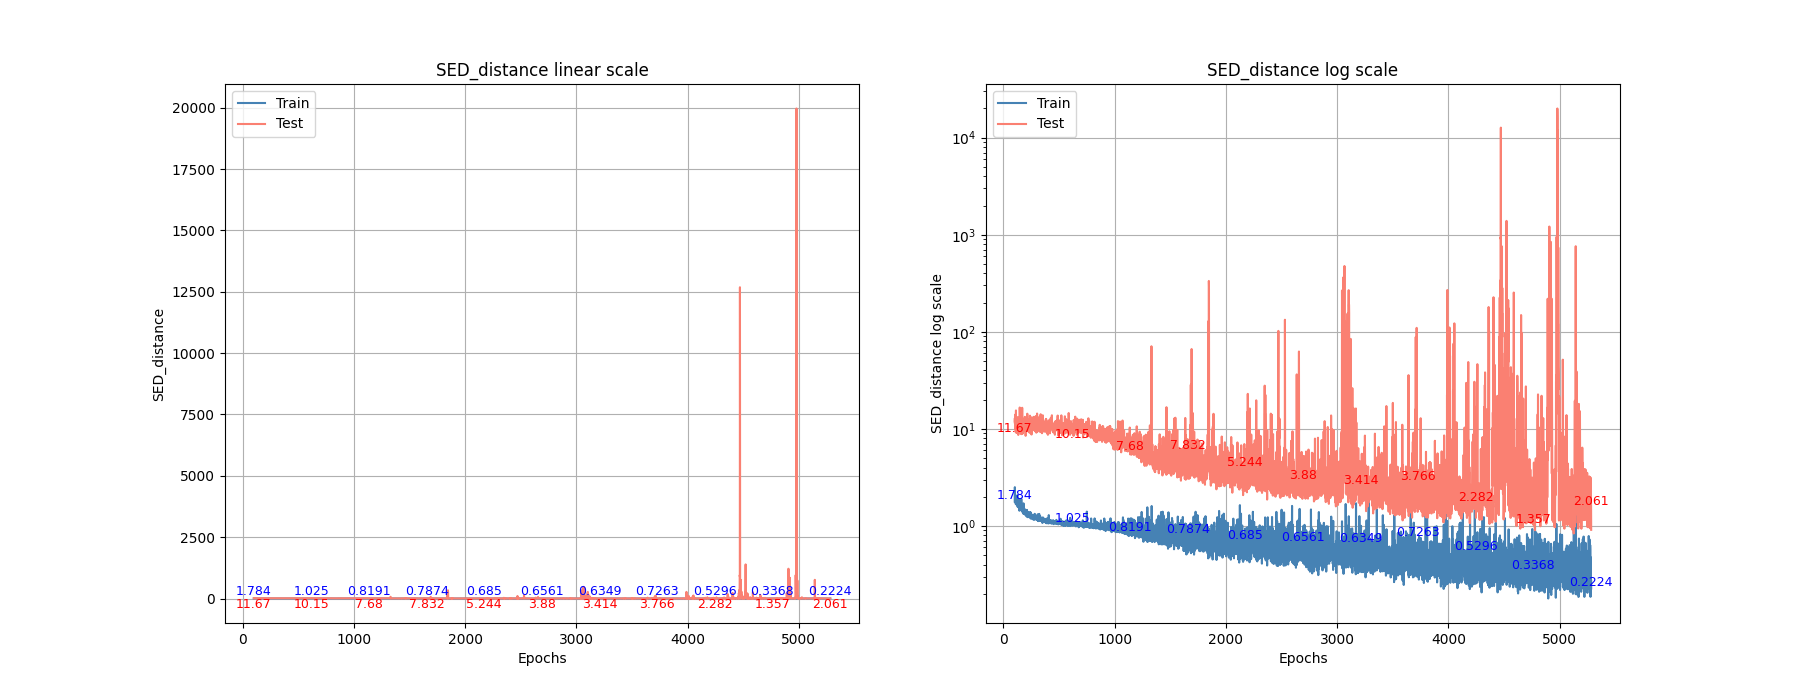 SED_distance linear scale
Train
Test
20000
17500
15000
12500
10000
7500
5000
2500
0
SED_distance
1.784 1.025 0.8191 0.7874 0.685 0.6561 0.6349 0.7263 0.5296 0.3368 0.2224
11.67 10.15 7.68 7.832 5.244 3.88 3.414 3.766 2.282 1.357 2.061
0 1000 2000 3000 4000 5000
Epochs
SED_distance log scale
Train
Test
10⁴
10³
10²
10¹
10⁰
SED_distance log scale
11.67 10.15 7.68 7.832 5.244 3.88 3.414 3.766 2.282 1.357 2.061
1.784 1.025 0.8191 0.7874 0.685 0.6561 0.6349 0.7263 0.5296 0.3368 0.2224
0 1000 2000 3000 4000 5000
Epochs